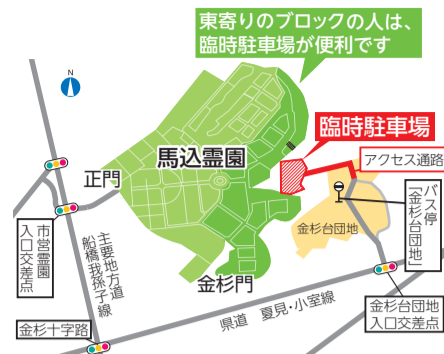 東寄りのブロックの人は、
臨時駐車場が便利です
N
臨時駐車場
馬込霊園
アクセス通路
正門
バス停
「金杉台団地」
市営霊園
入口交差点
主要地方道
船橋我孫子線
金杉台団地
金杉門
県道 夏見・小室線
金杉台団地
入口交差点
金杉十字路